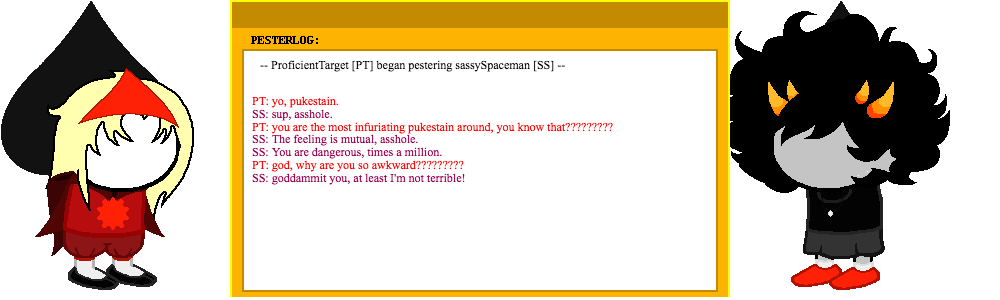 PESTERLOG:
-- ProficientTarget [PT] began pestering sassySpaceman [SS] --
PT: yo, pukestain.
SS: sup, asshole.
PT: you are the most infuriating pukestain around, you know that?????????
SS: The feeling is mutual, asshole.
SS: You are dangerous, times a million.
PT: god, why are you so awkward?????????
SS: goddammit you, at least I'm not terrible!